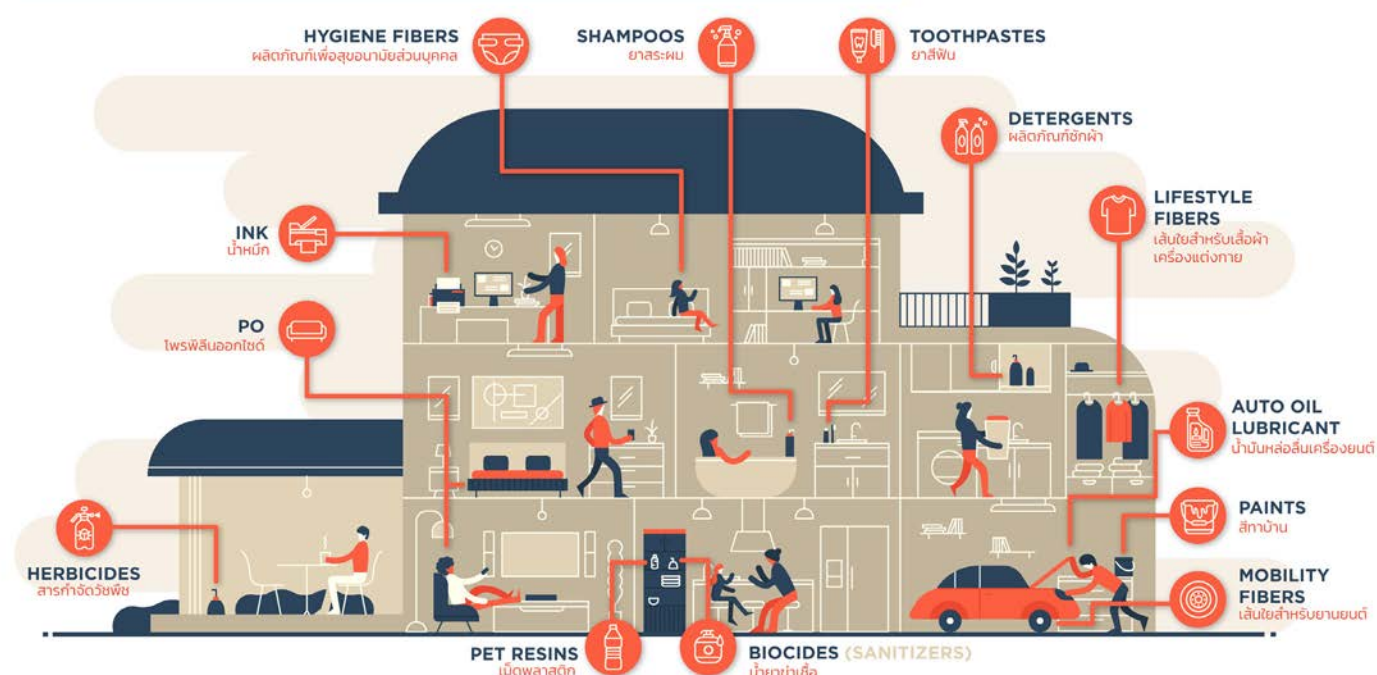 HYGIENE FIBERS
ผลิตภัณฑ์เพื่อสุขอนามัยส่วนบุคคล
SHAMPOOS
ยาสระผม
TOOTHPASTES
ยาสีฟัน
DETERGENTS
ผลิตภัณฑ์ซักผ้า
LIFESTYLE
FIBERS
เส้นใยสำหรับเสื้อผ้า
เครื่องแต่งกาย
INK
น้ำหมึก
PO
โพรพิลีนออกไซด์
AUTO OIL
LUBRICANT
น้ำมันหล่อลื่นเครื่องยนต์
PAINTS
สีทาบ้าน
HERBICIDES
สารกำจัดวัชพืช
MOBILITY
FIBERS
เส้นใยสำหรับยานยนต์
PET RESINS
เม็ดพลาสติก
BIOCIDES (SANITIZERS)
น้ำยาฆ่าเชื้อ